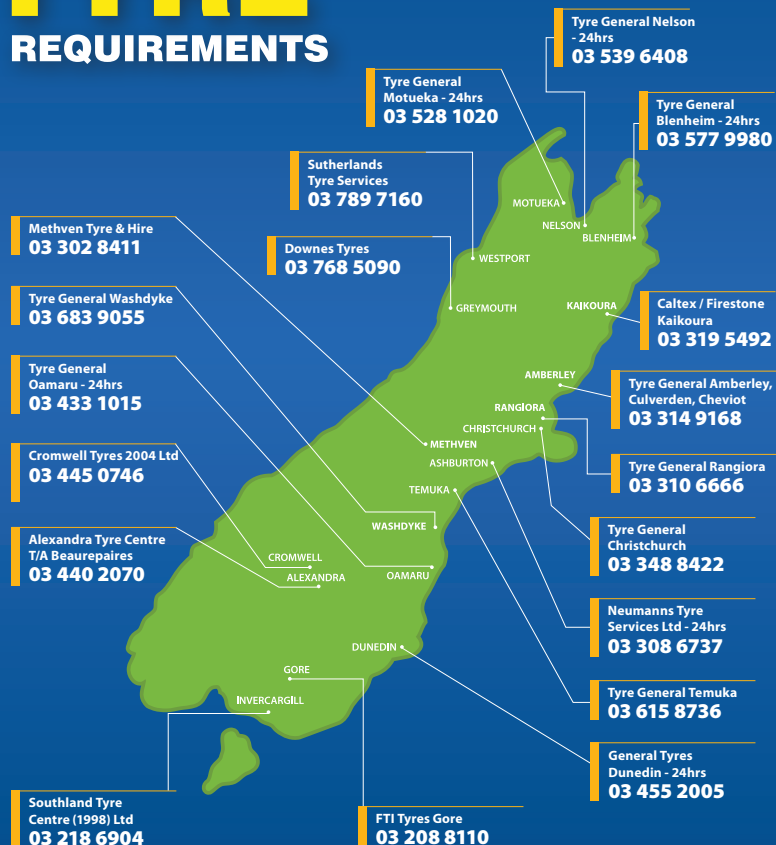 REQUIREMENTS
Tyre General Nelson
- 24hrs
03 539 6408
Tyre General
Motueka - 24hrs
03 528 1020
Tyre General
Blenheim - 24hrs
03 577 9980
Sutherlands
Tyre Services
03 789 7160
Methven Tyre & Hire
03 302 8411
Downes Tyres
03 768 5090
Tyre General Washdyke
03 683 9055
Caltex / Firestone
Kaikoura
03 319 5492
Tyre General
Oamaru - 24hrs
03 433 1015
Tyre General Amberley,
Culverden, Cheviot
03 314 9168
Cromwell Tyres 2004 Ltd
03 445 0746
Tyre General Rangiora
03 310 6666
Alexandra Tyre Centre
T/A Beaurepaires
03 440 2070
Tyre General
Christchurch
03 348 8422
Neumanns Tyre
Services Ltd - 24hrs
03 308 6737
Tyre General Temuka
03 615 8736
General Tyres
Dunedin - 24hrs
03 455 2005
Southland Tyre
Centre (1998) Ltd
03 218 6904
FTI Tyres Gore
03 208 8110
MOTUEKA
NELSON
BLENHEIM
WESTPORT
GREYMOUTH
KAIKOURA
AMBERLEY
RANGIORA
CHRISTCHURCH
METHVEN
ASHBURTON
TEMUKA
WASHDYKE
CROMWELL
ALEXANDRA
OAMARU
DUNEDIN
GORE
INVERCARGILL